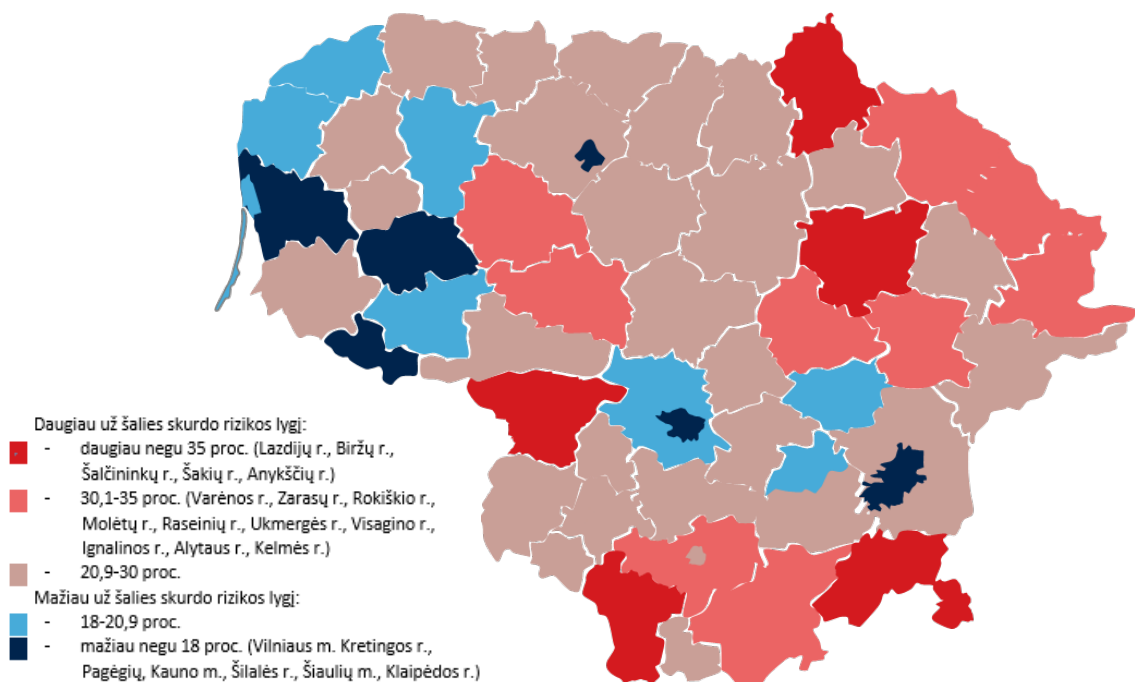 Daugiau už šalies skurdo rizikos lygį:
- daugiau negu 35 proc. (Lazdijų r., Biržų r.,
Šalčininkų r., Šakių r., Anykščių r.)
- 30,1-35 proc. (Varėnos r., Zarasų r., Rokiškio r.,
Molėtų r., Raseinių r., Ukmergės r., Visagino r.,
Ignalinos r., Alytaus r., Kelmės r.)
- 20,9-30 proc.
Mažiau už šalies skurdo rizikos lygį:
- 18-20,9 proc.
- mažiau negu 18 proc. (Vilniaus m. Kretingos r.,
Pagėgių, Kauno m., Šilalės r., Šiaulių m., Klaipėdos r.)